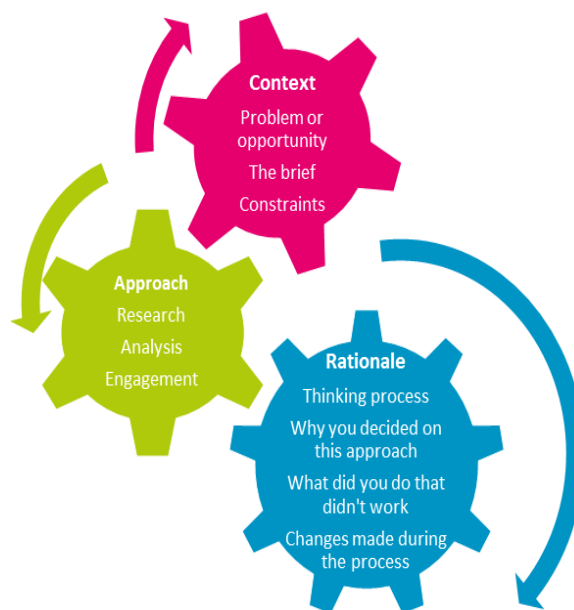 Context
Problem or
opportunity
The brief
Constraints
Approach
Research
Analysis
Engagement
Rationale
Thinking process
Why you decided on
this approach
What did you do that
didn't work
Changes made during
the process